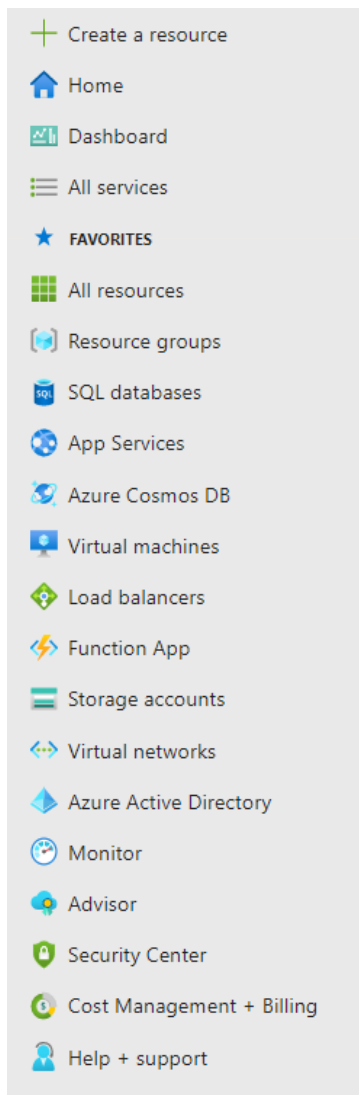 Create a resource
Home
Dashboard
All services
FAVORITES
All resources
Resource groups
SQL
SQL databases
App Services
Azure Cosmos DB
Virtual machines
Load balancers
Function App
Storage accounts
Virtual networks
Azure Active Directory
Monitor
Advisor
Security Center
$
Cost Management + Billing
Help + support